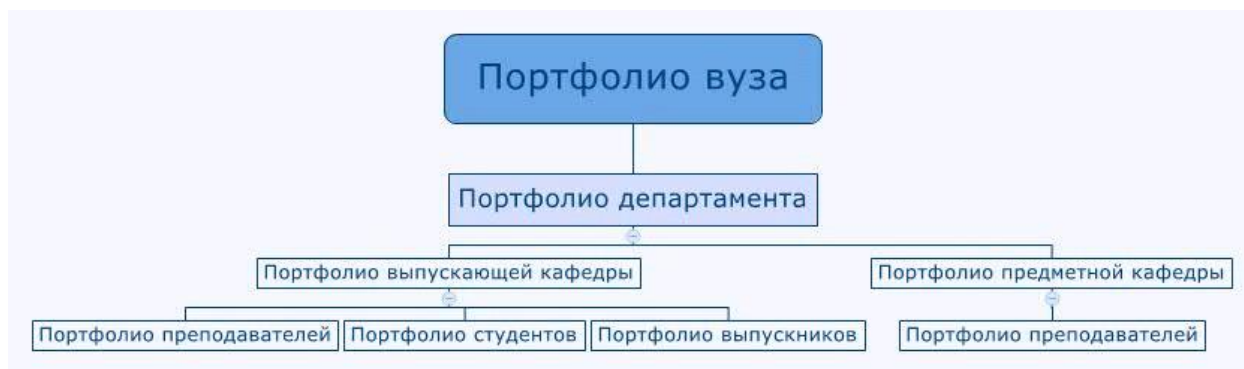 Портфолио вуза
Портфолио департамента
Портфолио выпускающей кафедры
Портфолио предметной кафедры
Портфолио преподавателей
Портфолио студентов
Портфолио выпускников
Портфолио преподавателей